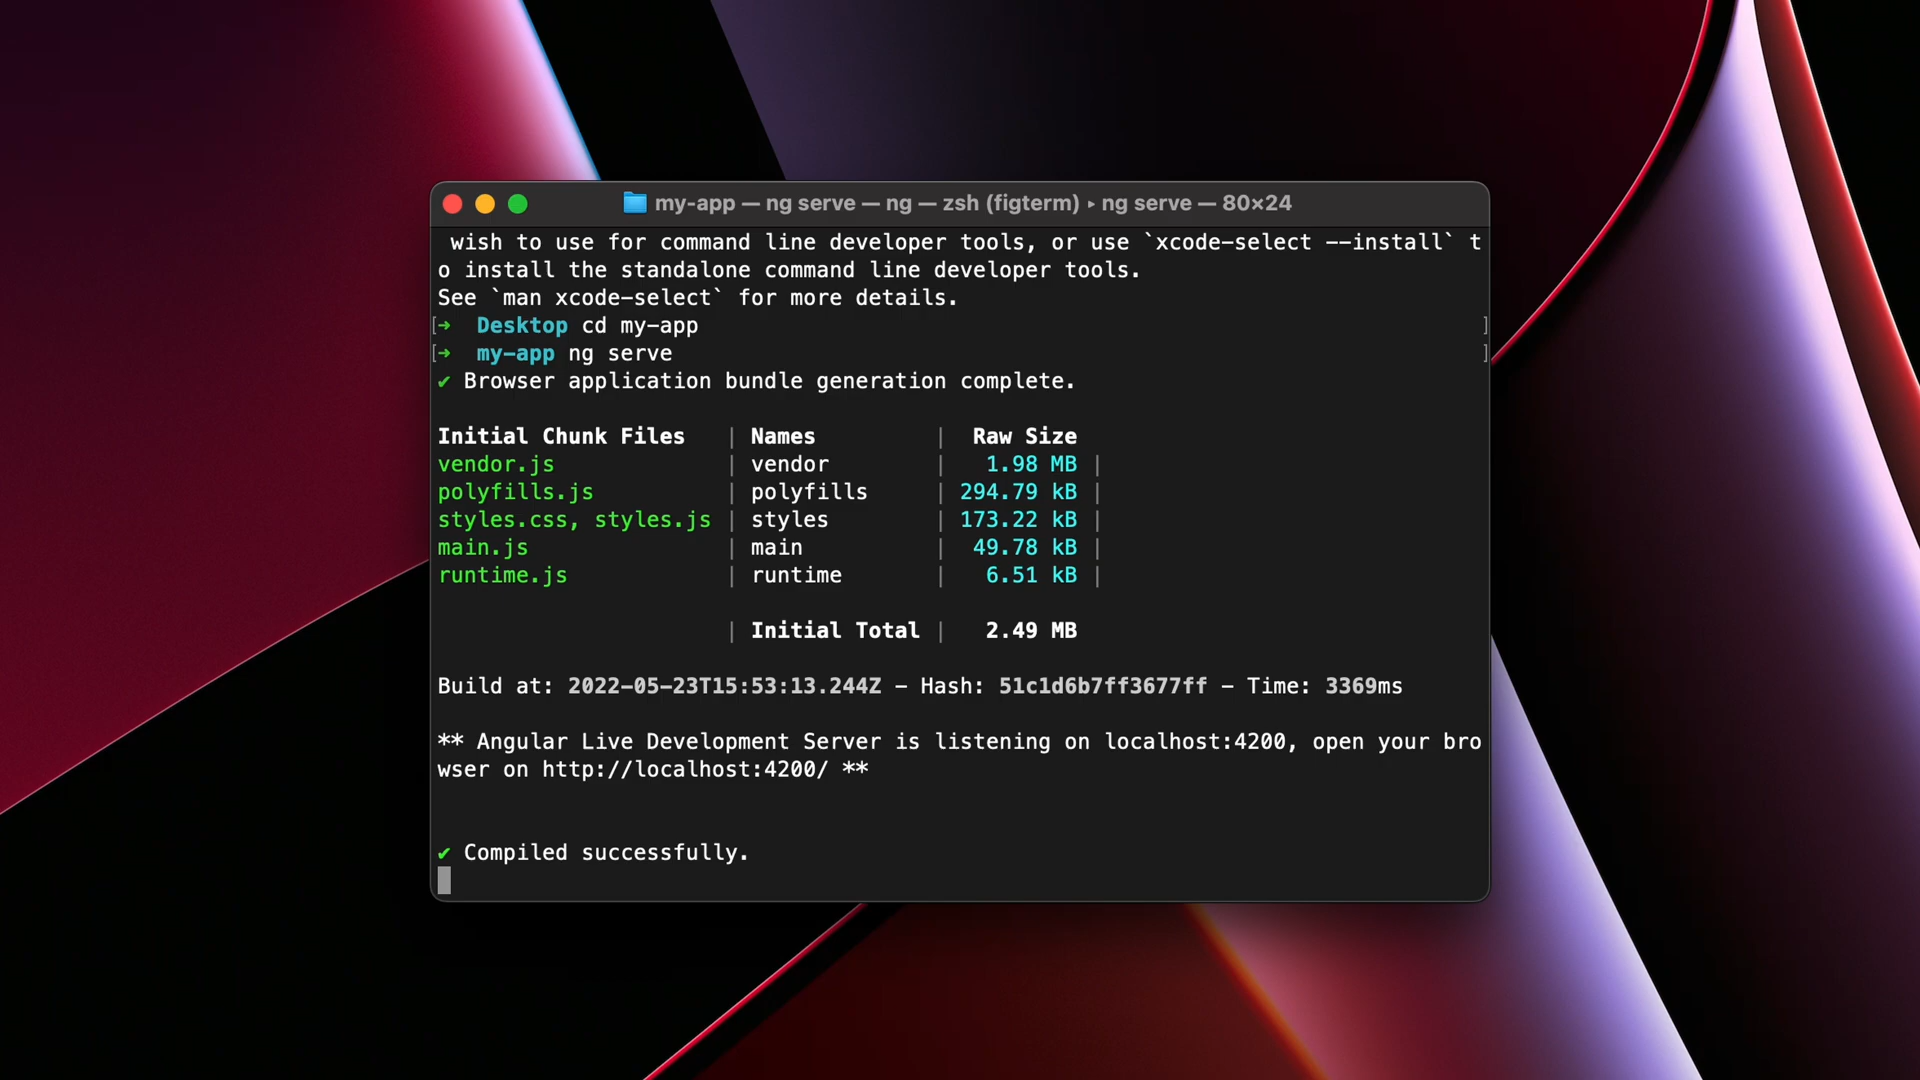 my-app — ng serve — ng — zsh (figterm) ▸ ng serve — 80×24
wish to use for command line developer tools, or use `xcode-select --install` t
o install the standalone command line developer tools.
See `man xcode-select` for more details.
[➜  Desktop cd my-app ]
[➜  my-app ng serve ]
✔ Browser application bundle generation complete.
Initial Chunk Files   | Names         |  Raw Size
vendor.js             | vendor        |   1.98 MB |
polyfills.js          | polyfills     | 294.79 kB |
styles.css, styles.js | styles        | 173.22 kB |
main.js               | main          |  49.78 kB |
runtime.js            | runtime       |   6.51 kB |
| Initial Total |   2.49 MB
Build at: 2022-05-23T15:53:13.244Z - Hash: 51c1d6b7ff3677ff - Time: 3369ms
** Angular Live Development Server is listening on localhost:4200, open your bro
wser on http://localhost:4200/ **
✔ Compiled successfully.